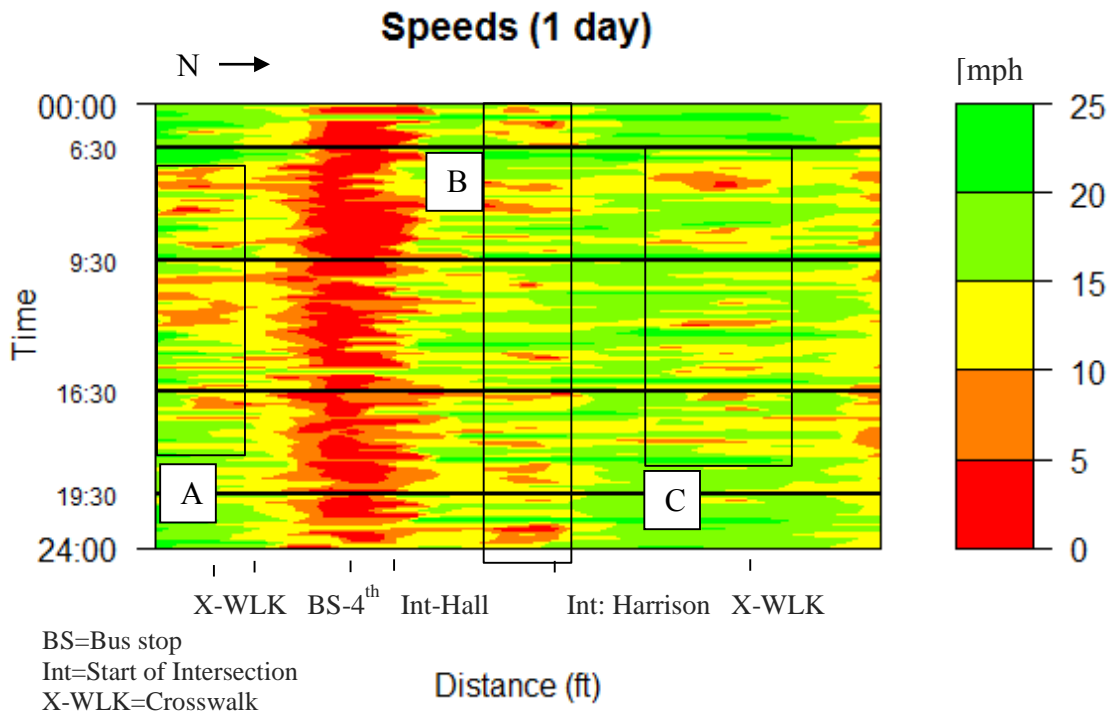 Speeds (1 day)
N
[mph
00:00
6:30
9:30
16:30
19:30
24:00
Time
A
B
C
25
20
15
10
5
0
X-WLK BS-4th Int-Hall Int: Harrison X-WLK
BS=Bus stop
Int=Start of Intersection
X-WLK=Crosswalk
Distance (ft)